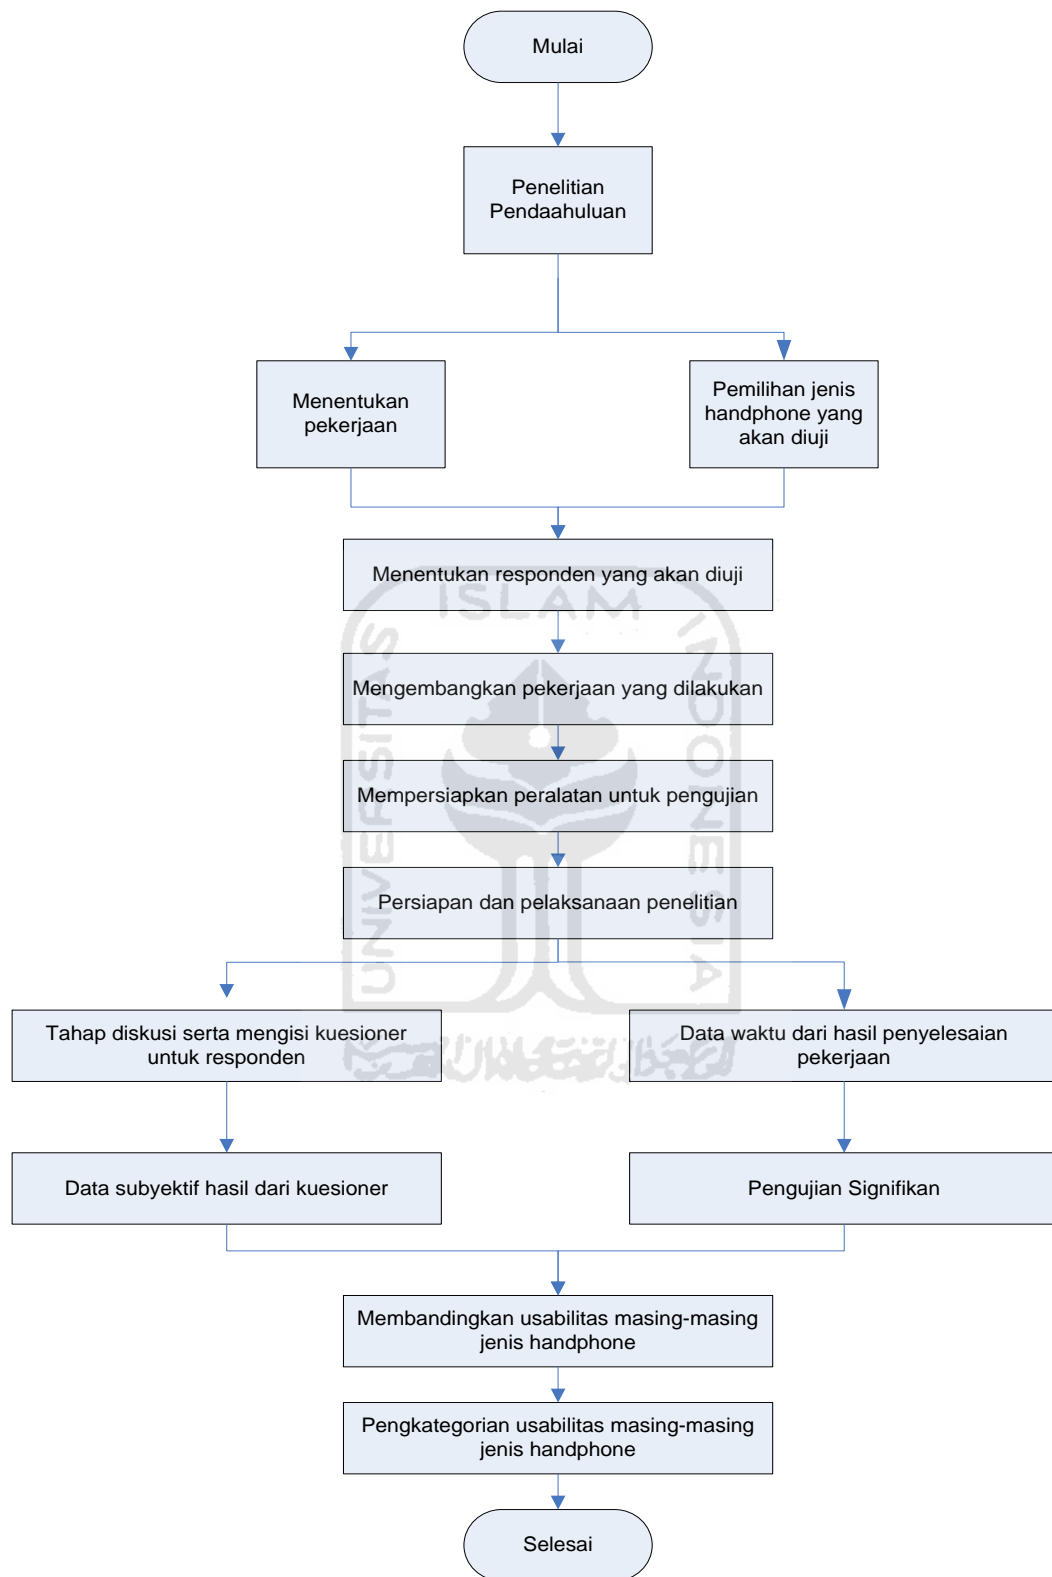 Mulai
Penelitian
Pendaahuluan
Menentukan
pekerjaan
Pemilihan jenis
handphone yang
akan diuji
Menentukan responden yang akan diuji
ISLAM
UNIVERSITAS
INDONESIA
Mengembangkan pekerjaan yang dilakukan
Mempersiapkan peralatan untuk pengujian
Persiapan dan pelaksanaan penelitian
Tahap diskusi serta mengisi kuesioner
untuk responden
Data waktu dari hasil penyelesaian
pekerjaan
Data subyektif hasil dari kuesioner
Pengujian Signifikan
Membandingkan usabilitas masing-masing
jenis handphone
Pengkategorian usabilitas masing-masing
jenis handphone
Selesai